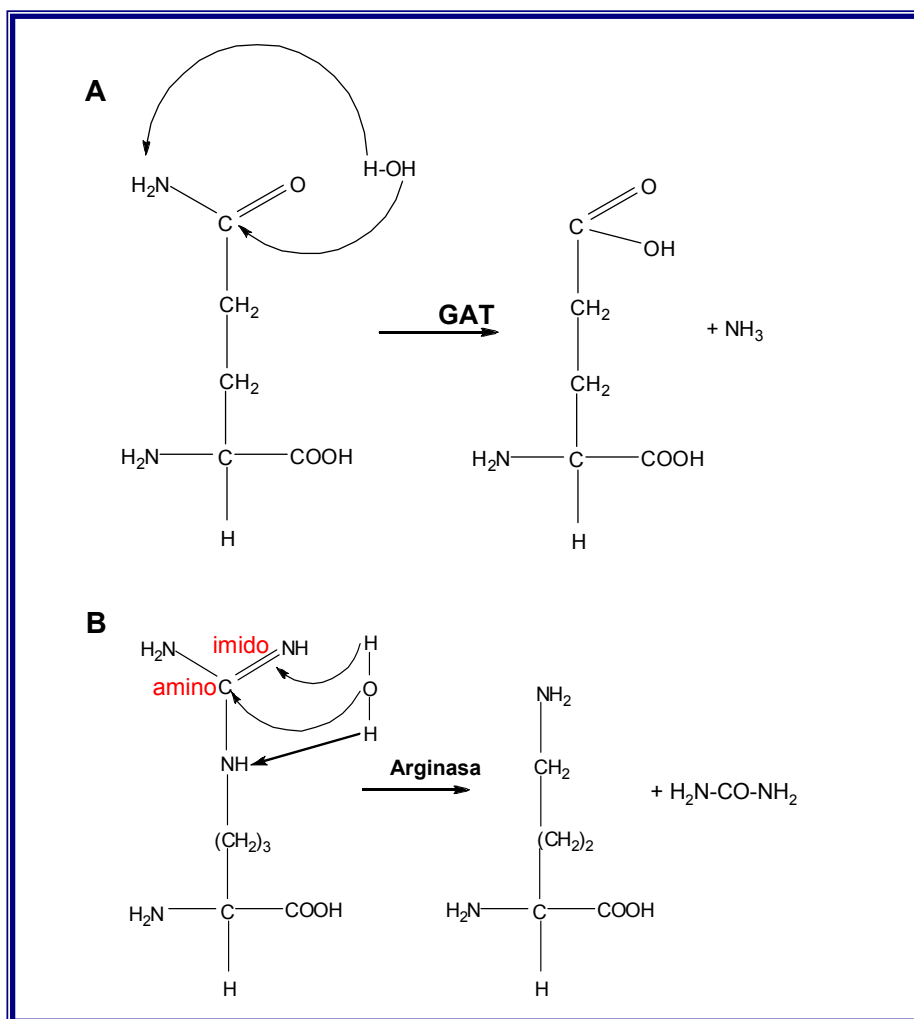 A
H-OH
H₂N
O
O
C
C
OH
CH₂
CH₂
GAT
+ NH₃
CH₂
CH₂
H₂N C COOH
H₂N C COOH
H
H
B
imido
H
H₂N
NH
amino C
O
NH₂
H
NH
Arginasa
CH₂
+ H₂N-CO-NH₂
(CH₂)₃
(CH₂)₂
H₂N C COOH
H₂N C COOH
H
H